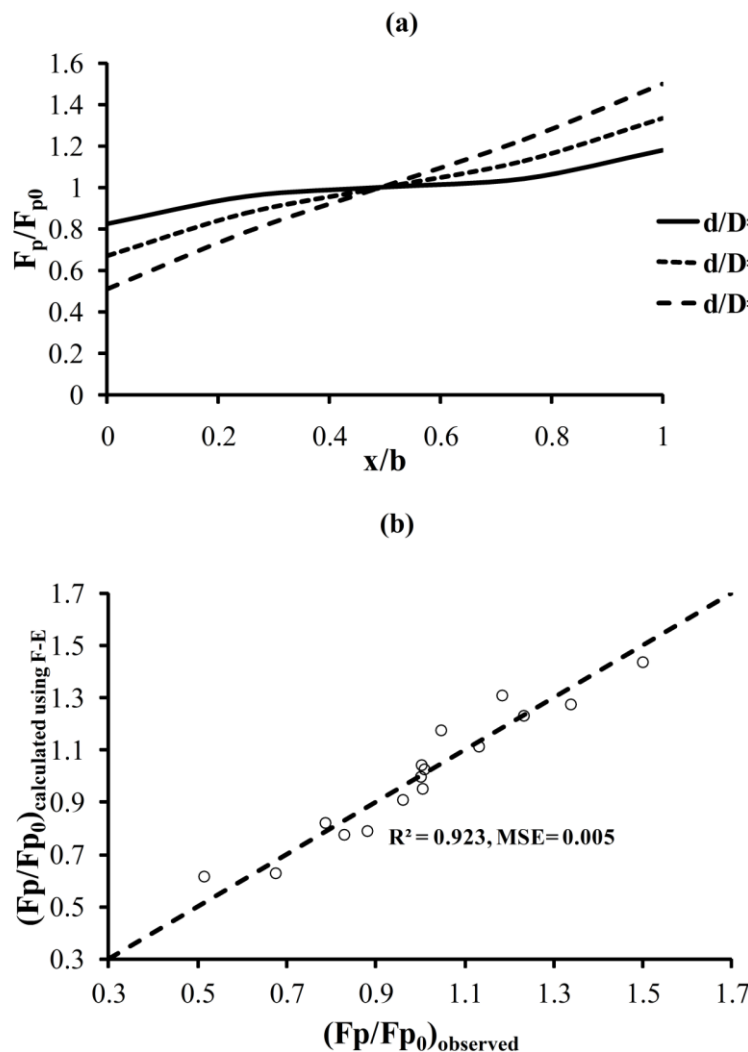 (a)
1.6
1.4
1.2
1
0.8
0.6
0.4
0.2
0
Fp/Fp0
0 0.2 0.4 0.6 0.8 1
x/b
d/D=
d/D=
d/D=
(b)
1.7
1.5
1.3
1.1
0.9
0.7
0.5
0.3
(Fp/Fp₀)calculated using F-E
R² = 0.923, MSE= 0.005
0.3 0.5 0.7 0.9 1.1 1.3 1.5 1.7
(Fp/Fp₀)observed